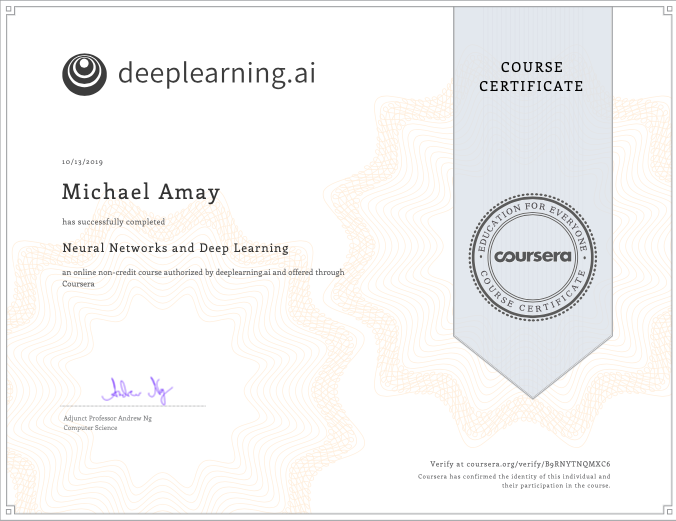 deeplearning.ai
COURSE
CERTIFICATE
10/13/2019
Michael Amay
has successfully completed
Neural Networks and Deep Learning
an online non-credit course authorized by deeplearning.ai and offered through
Coursera
EDUCATION FOR EVERYONE
coursera
COURSE CERTIFICATE
Andrew Ng
Adjunct Professor Andrew Ng
Computer Science
Verify at coursera.org/verify/B9RNYTNQMXC6
Coursera has confirmed the identity of this individual and
their participation in the course.